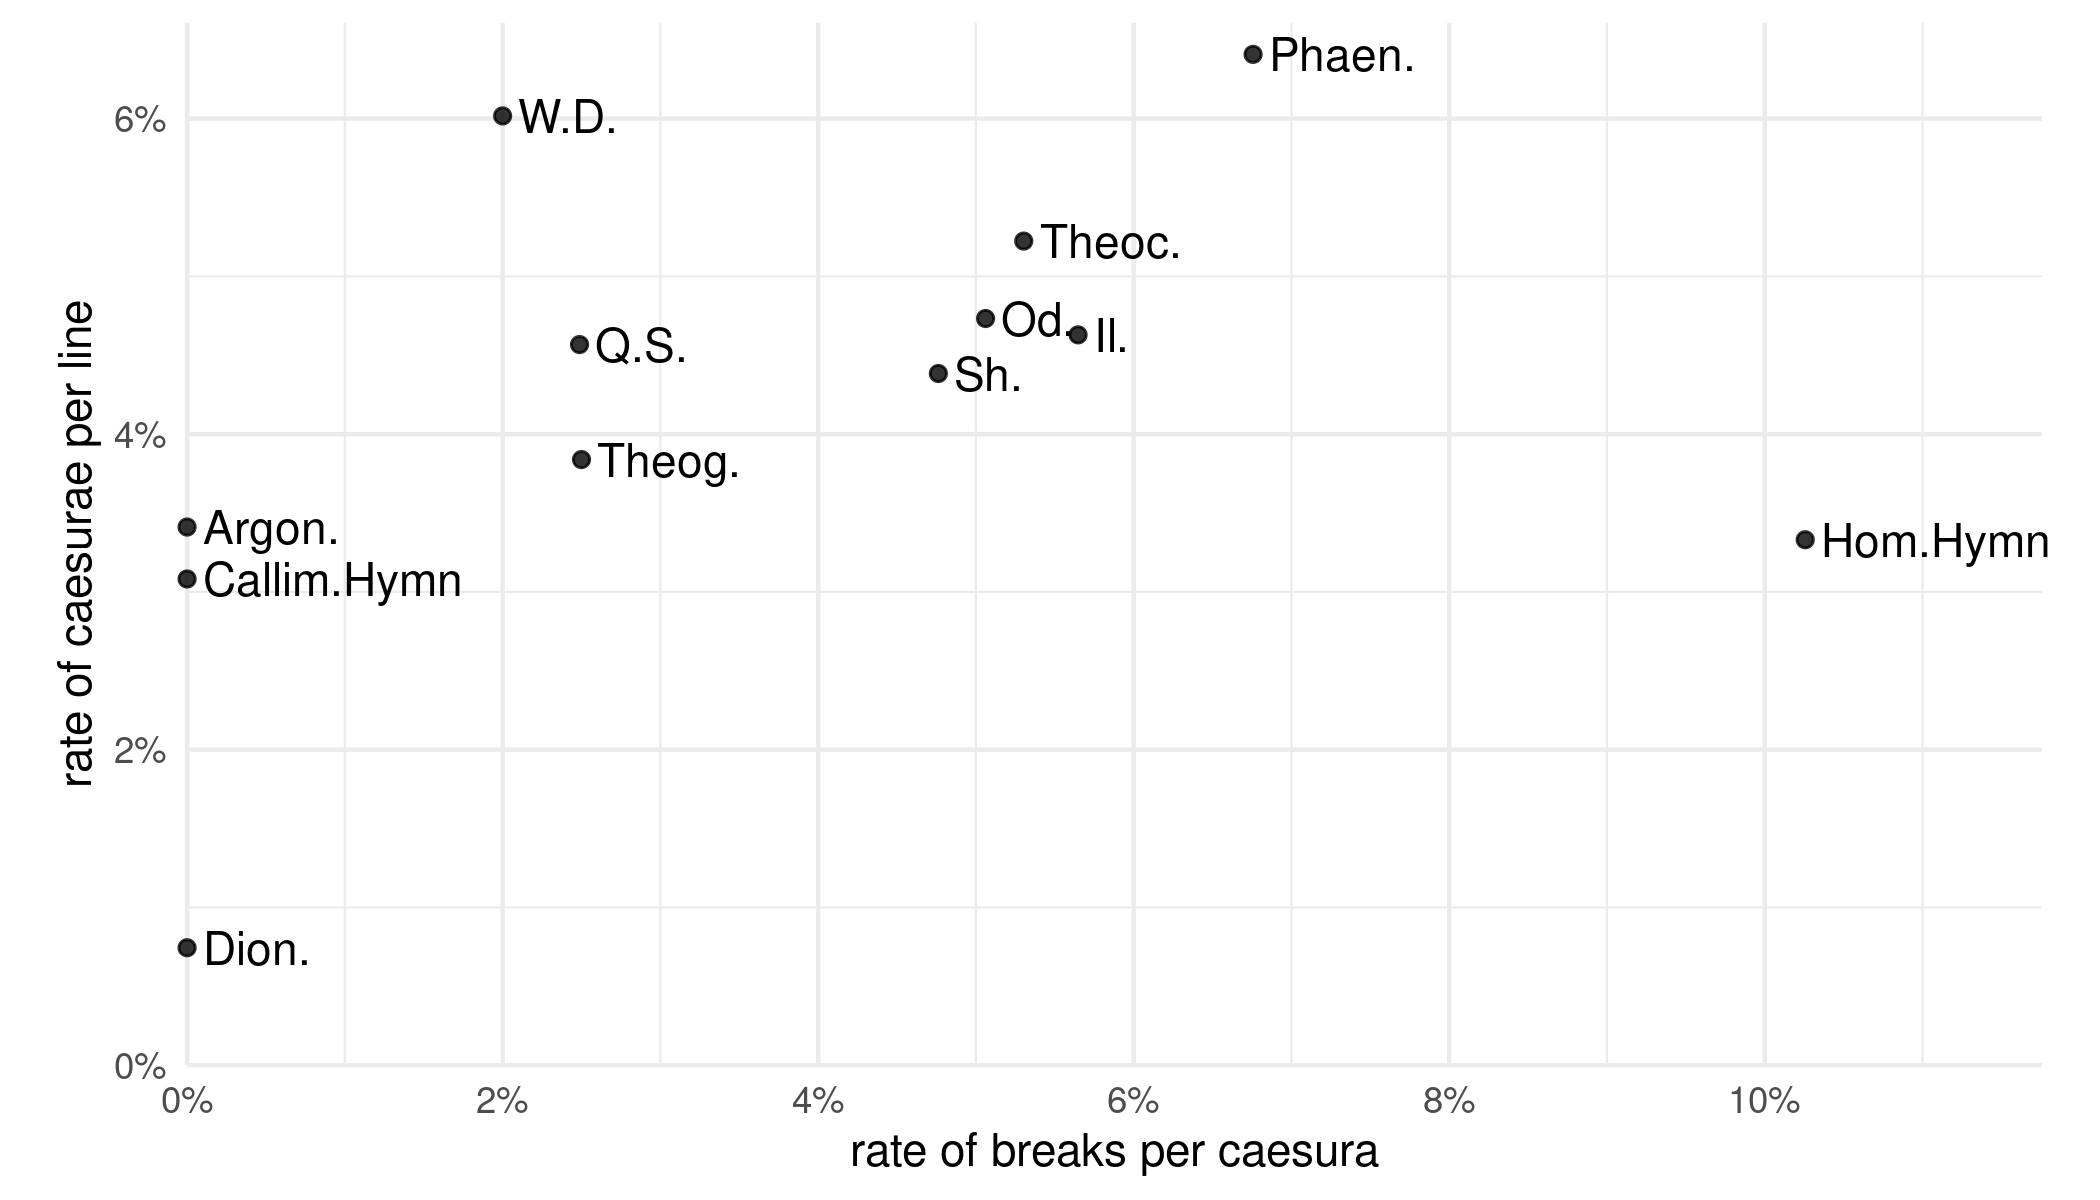 Phaen.
6%
W.D.
Theoc.
Od.
Il.
Q.S.
Sh.
4%
Theog.
Argon.
Hom.Hymn
Callim.Hymn
2%
Dion.
0%
0% 2% 4% 6% 8% 10%
rate of breaks per caesura
rate of caesurae per line